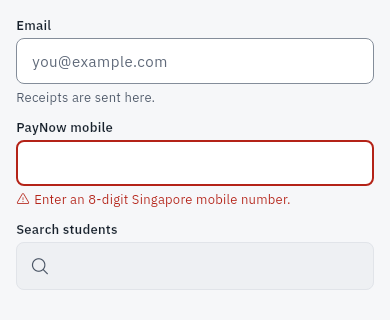 Email
you@example.com
Receipts are sent here.
PayNow mobile
Enter an 8-digit Singapore mobile number.
Search students